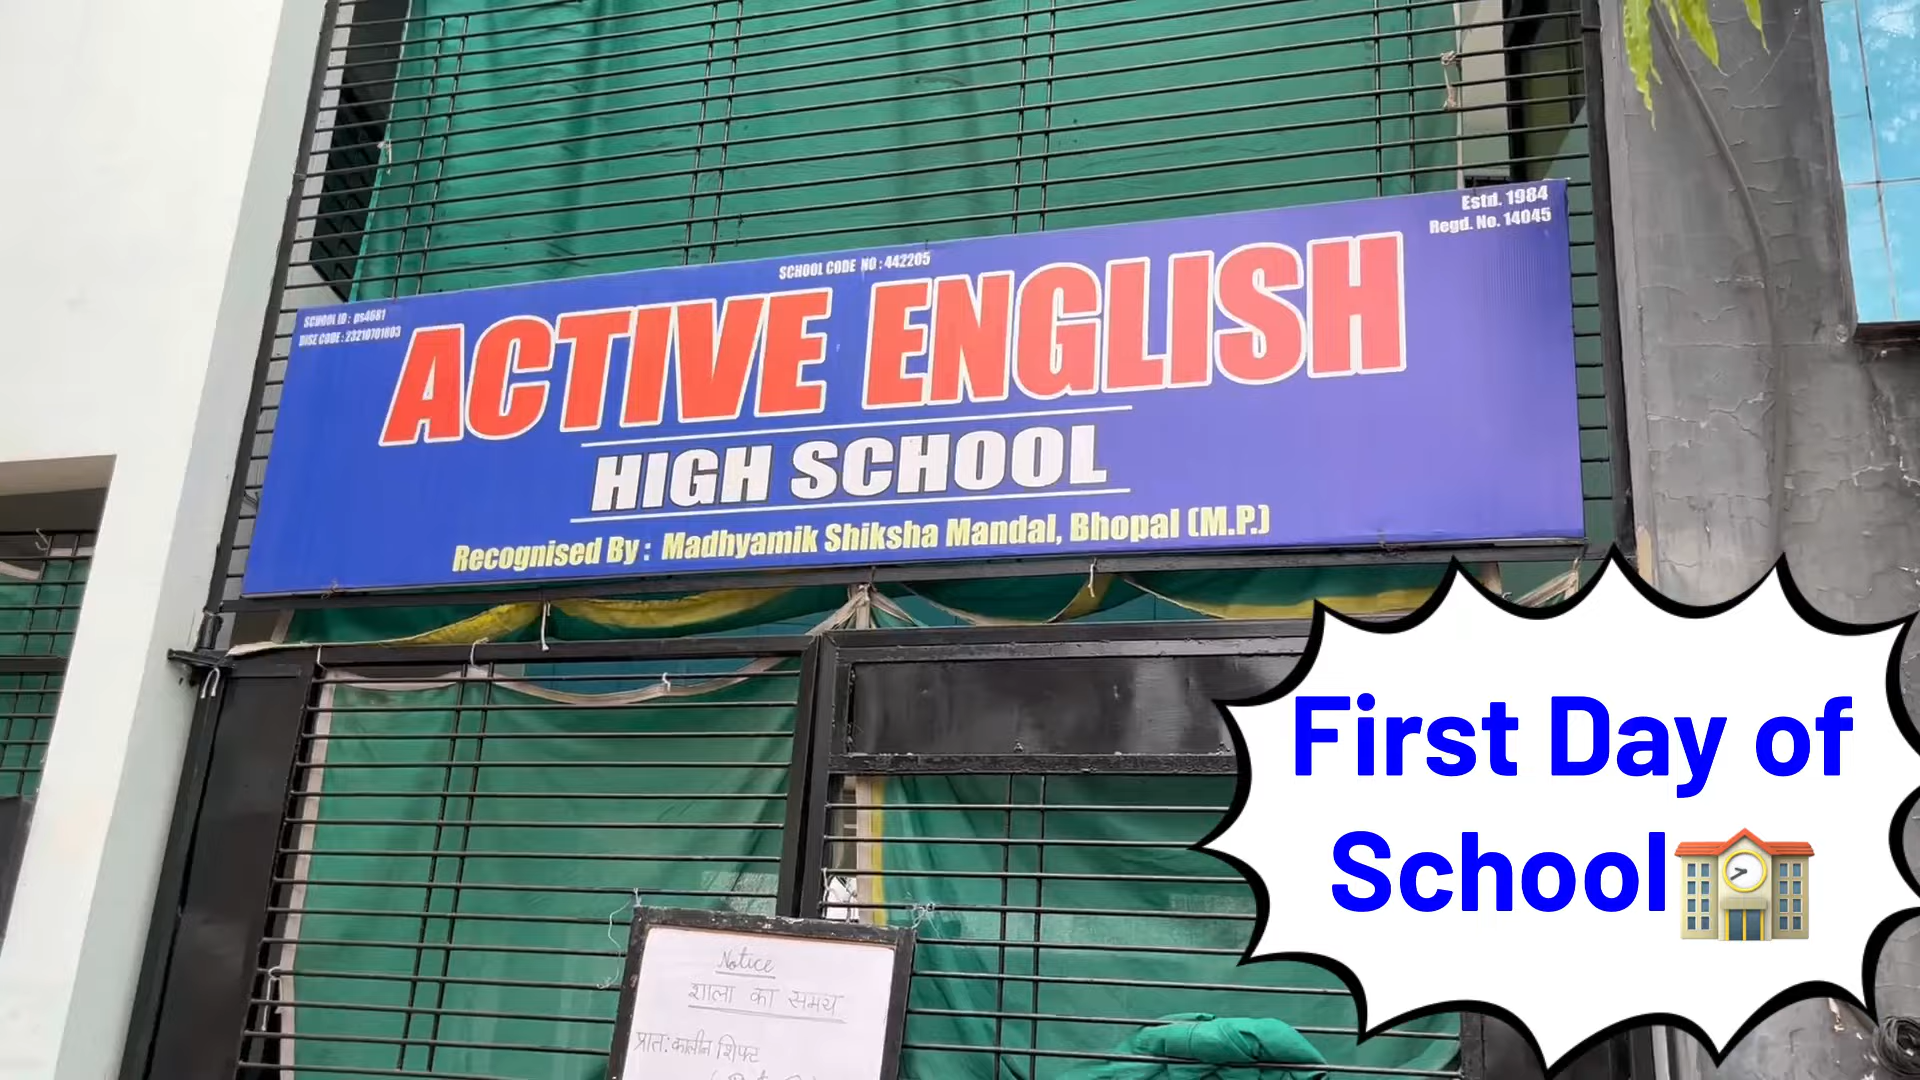 Estd. 1984
Regd. No. 14045
SCHOOL CODE NO : 442205
SCHOOL ID : ps4681
DISE CODE : 23210701803
ACTIVE ENGLISH
HIGH SCHOOL
Recognised By : Madhyamik Shiksha Mandal, Bhopal (M.P.)
First Day of
School
Notice
शाला का समय
प्रातः कालीन शिफ्ट